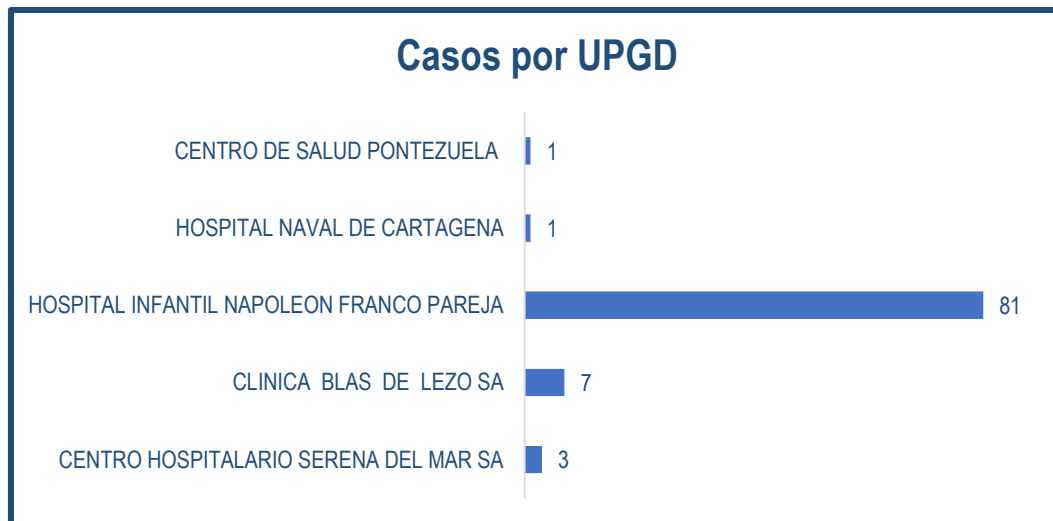 Casos por UPGD
CENTRO DE SALUD PONTEZUELA 1
HOSPITAL NAVAL DE CARTAGENA 1
HOSPITAL INFANTIL NAPOLEON FRANCO PAREJA 81
CLINICA BLAS DE LEZO SA 7
CENTRO HOSPITALARIO SERENA DEL MAR SA 3